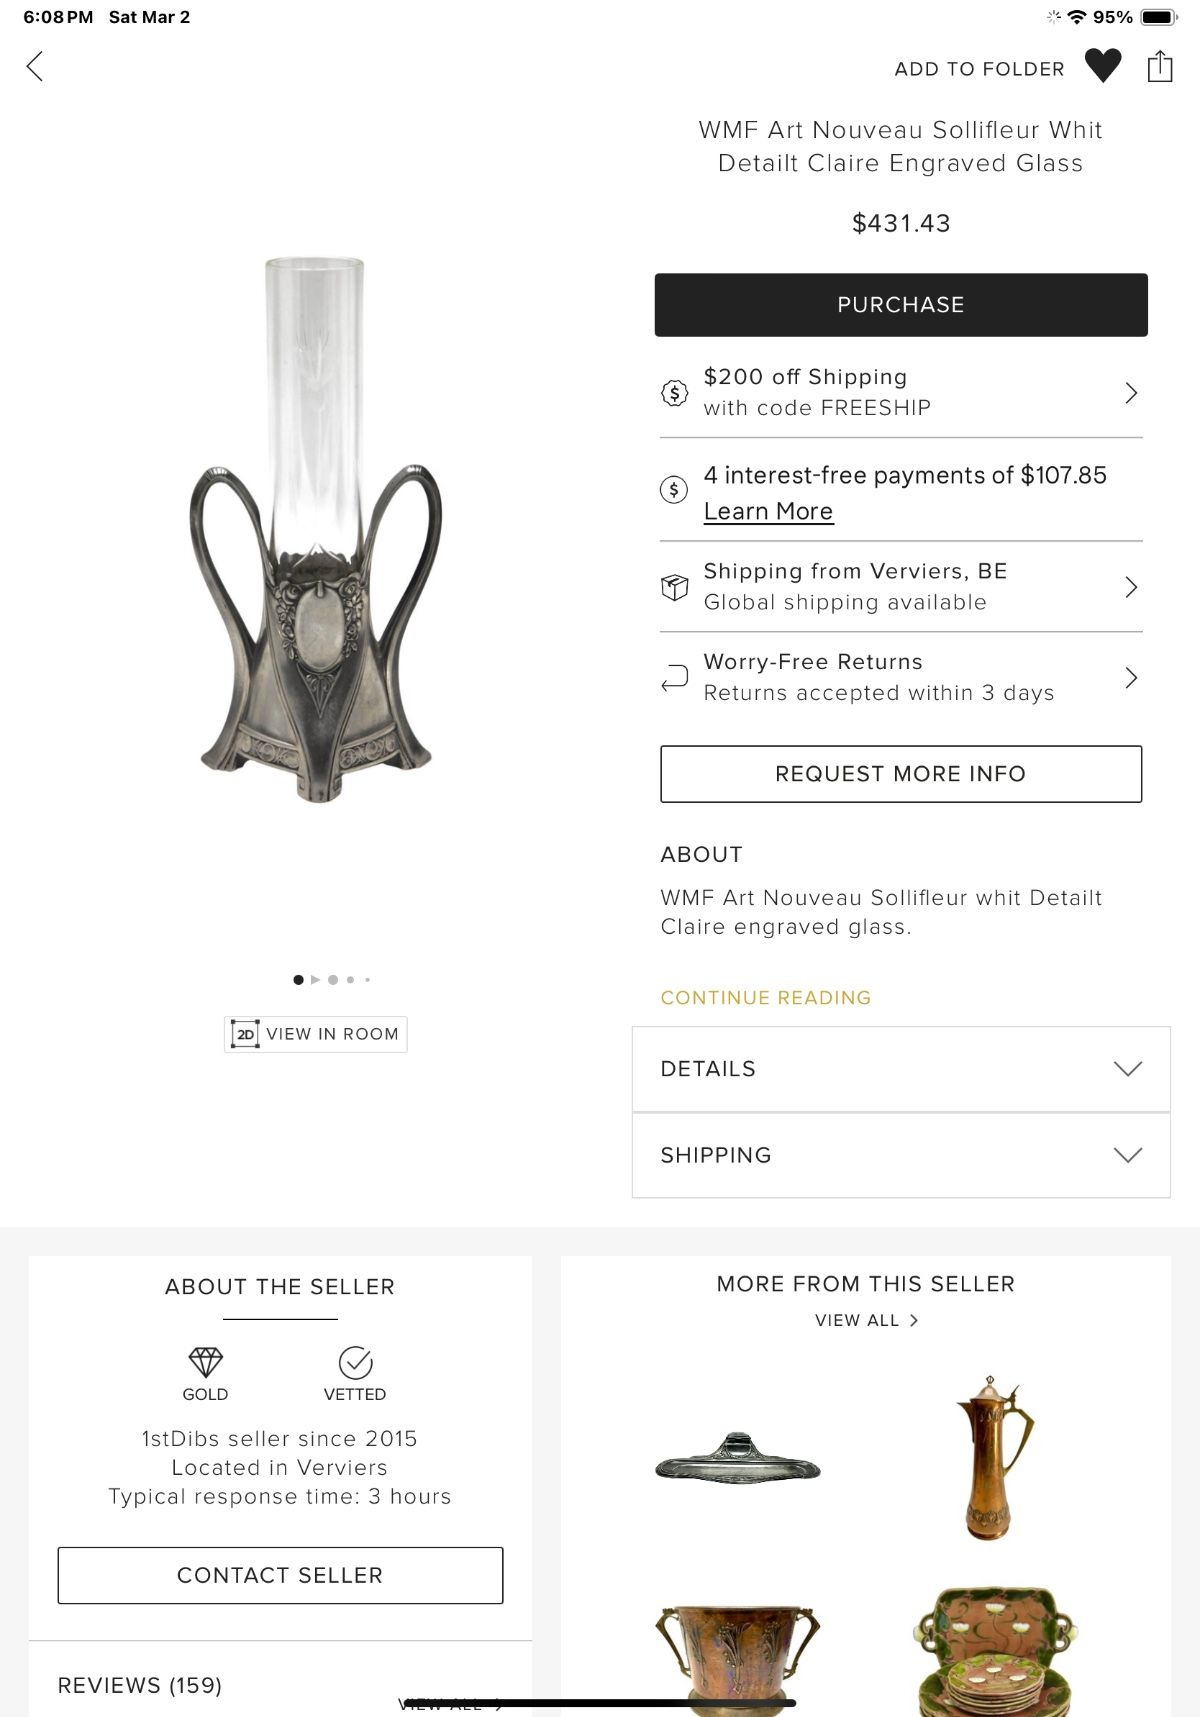 6:08 PM Sat Mar 2
95%
ADD TO FOLDER
WMF Art Nouveau Sollifleur Whit
Detailt Claire Engraved Glass
$431.43
PURCHASE
$200 off Shipping
with code FREESHIP
4 interest-free payments of $107.85
Learn More
Shipping from Verviers, BE
Global shipping available
Worry-Free Returns
Returns accepted within 3 days
REQUEST MORE INFO
ABOUT
WMF Art Nouveau Sollifleur whit Detailt
Claire engraved glass.
CONTINUE READING
2D VIEW IN ROOM
DETAILS
SHIPPING
ABOUT THE SELLER
GOLD
VETTED
1stDibs seller since 2015
Located in Verviers
Typical response time: 3 hours
CONTACT SELLER
REVIEWS (159)
VIEW ALL
MORE FROM THIS SELLER
VIEW ALL